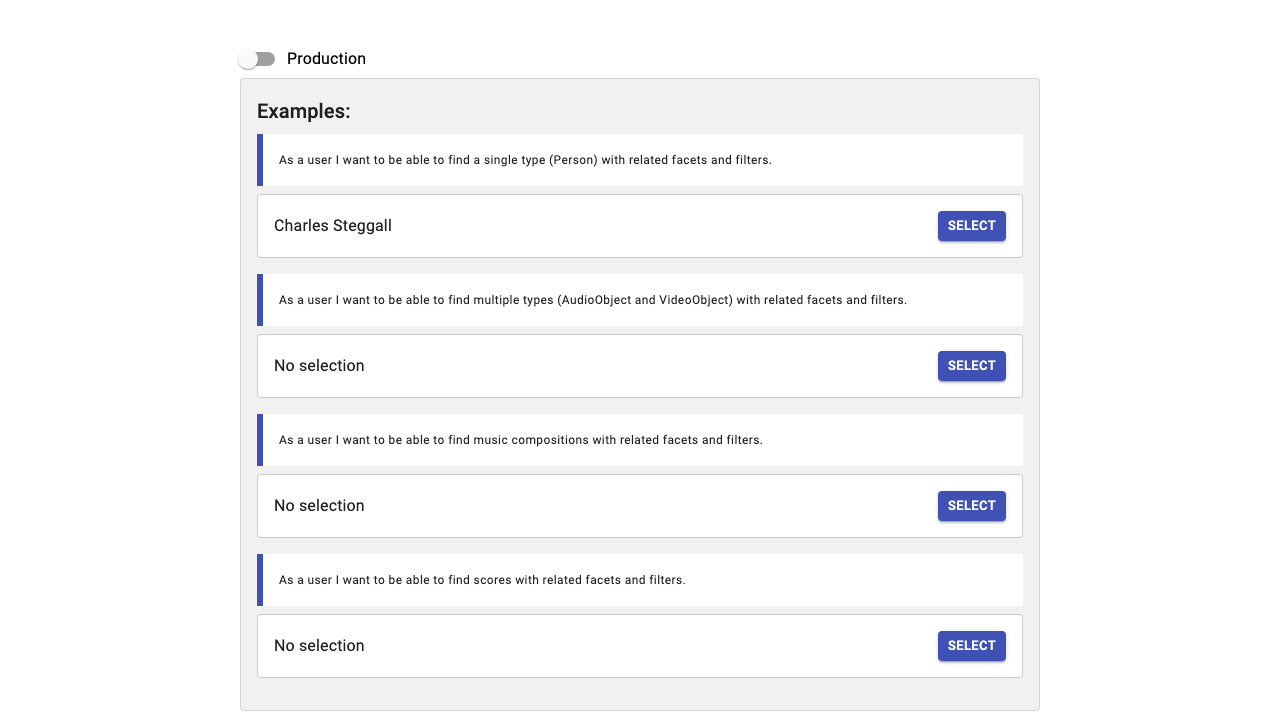 Production
Examples:
As a user I want to be able to find a single type (Person) with related facets and filters.
Charles Steggall
SELECT
As a user I want to be able to find multiple types (AudioObject and VideoObject) with related facets and filters.
No selection
SELECT
As a user I want to be able to find music compositions with related facets and filters.
No selection
SELECT
As a user I want to be able to find scores with related facets and filters.
No selection
SELECT